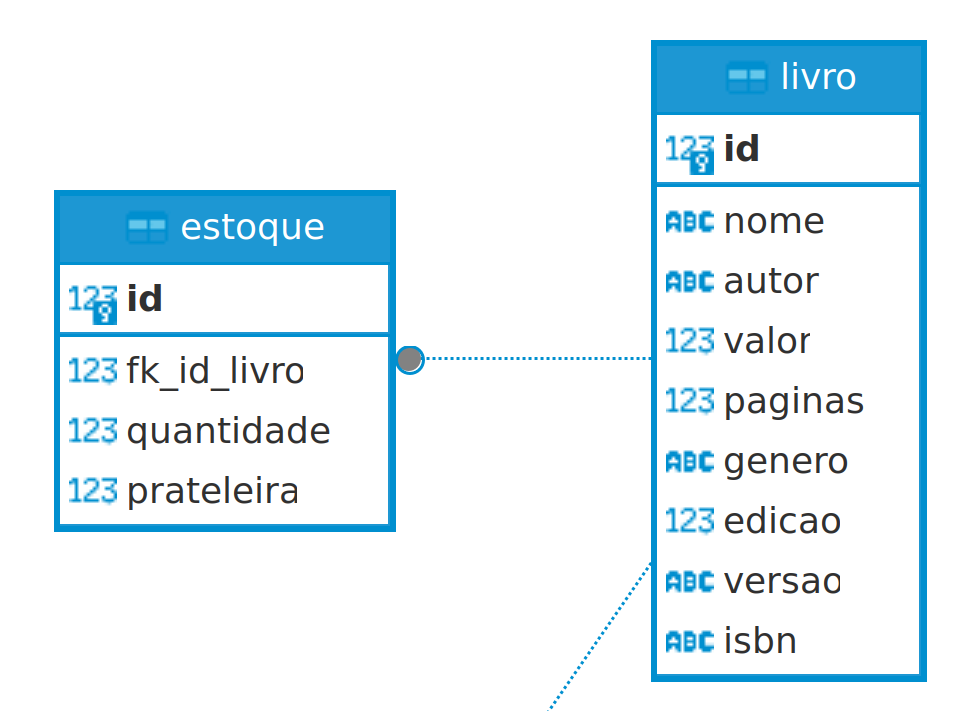 estoque
123 id
123 fk_id_livro
123 quantidade
123 prateleira
livro
123 id
ABC nome
ABC autor
123 valor
123 paginas
ABC genero
123 edicao
ABC versao
ABC isbn